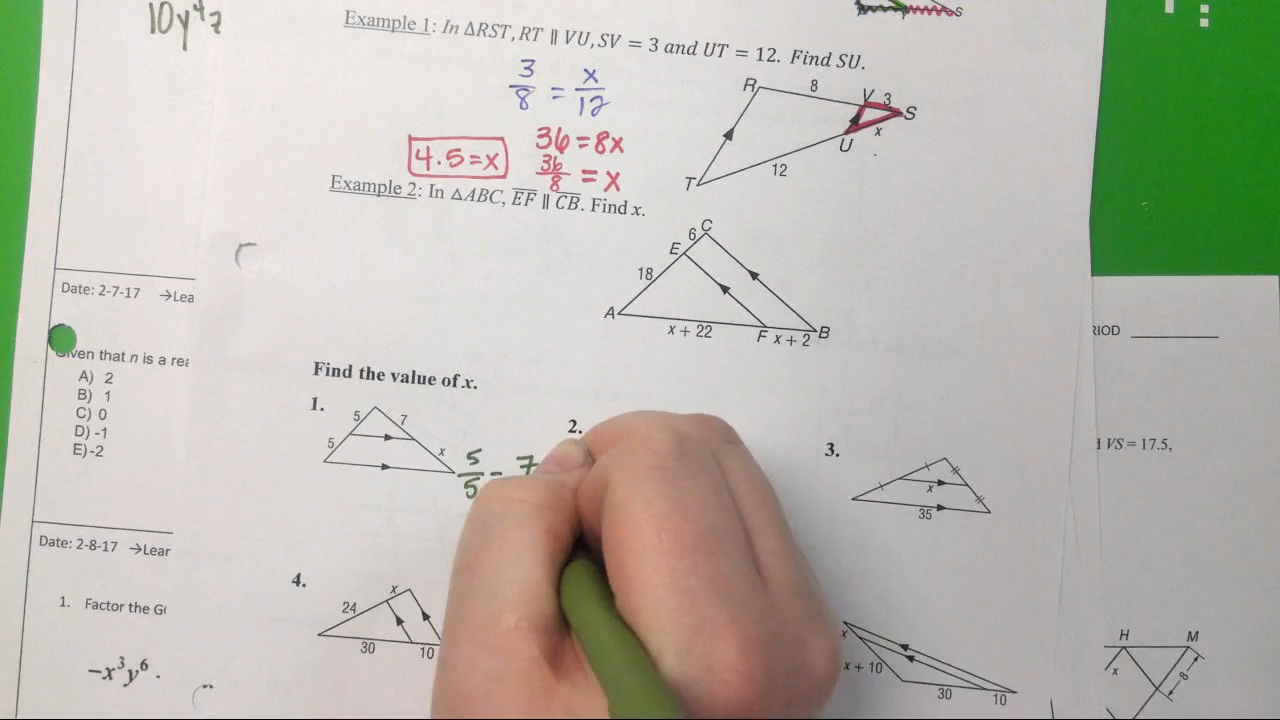 10y⁴z
S
Example 1: In ΔRST, RT ∥ VU, SV = 3 and UT = 12. Find SU.
3/8 = x/12
36 = 8x
36/8 = x
4.5 = x
R 8 V 3 S
U x
12
T
Example 2: In ΔABC, EF ∥ CB. Find x.
6 C
E
18
A
x + 22 F x + 2 B
Date: 2-7-17 →Lea
Given that n is a rea
A) 2
B) 1
C) 0
D) -1
E) -2
Find the value of x.
1.
5 7
5 x
5/5 = 7
2.
3.
x
35
4.
x
24
30 10
x
x + 10
30 10
Date: 2-8-17 →Lear
1. Factor the G
-x³y⁶ ·
RIOD
VS = 17.5,
H M
x 8